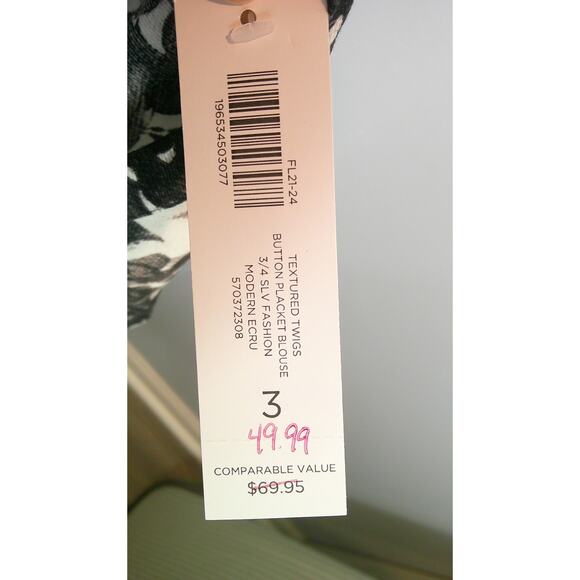 196534503077
FL21-24
TEXTURED TWIGS
BUTTON PLACKET BLOUSE
3/4 SLV FASHION
MODERN ECRU
570372308
3
49.99
COMPARABLE VALUE
$69.95